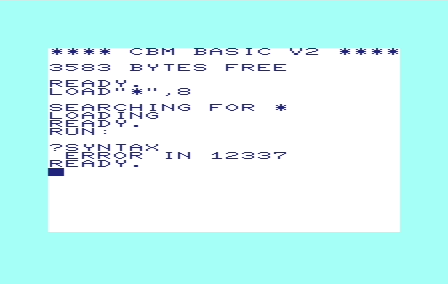 **** CBM BASIC V2 ****
3583 BYTES FREE
READY.
LOAD"*",8
SEARCHING FOR *
LOADING
READY.
RUN:
?SYNTAX
ERROR IN 12337
READY.